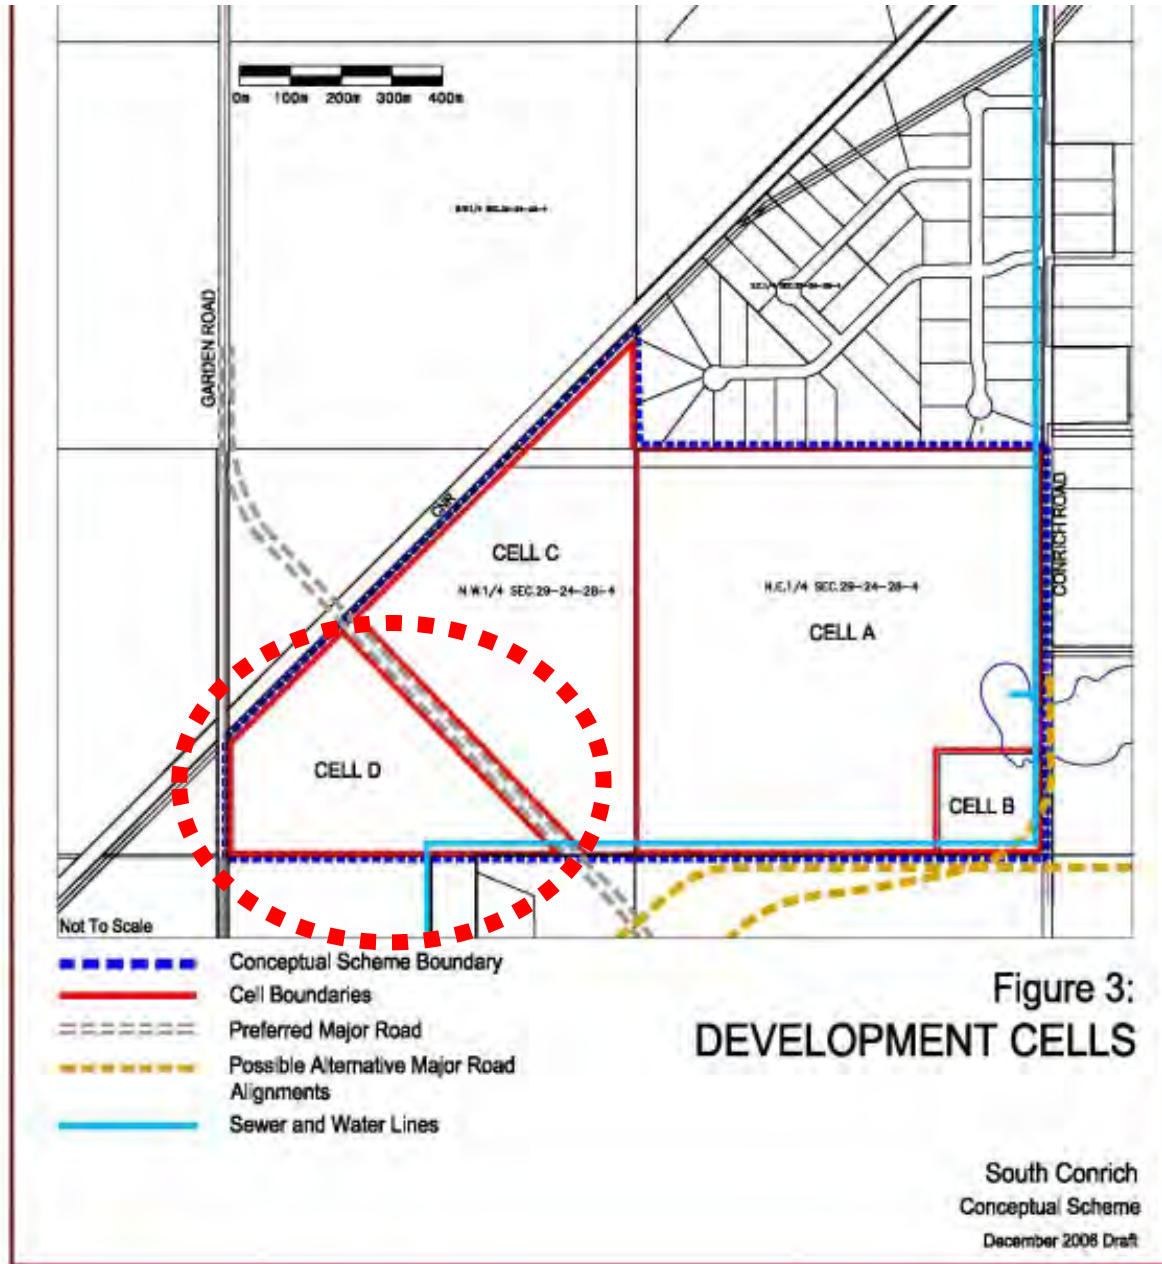 0m 100m 200m 300m 400m
GARDEN ROAD
CNR
CELL C
N.W.1/4 SEC.29-24-28-4
N.E.1/4 SEC.29-24-28-4
CELL A
CONRICH ROAD
CELL D
CELL B
Not To Scale
Conceptual Scheme Boundary
Cell Boundaries
Preferred Major Road
Possible Alternative Major Road
Alignments
Sewer and Water Lines
Figure 3:
DEVELOPMENT CELLS
South Conrich
Conceptual Scheme
December 2006 Draft